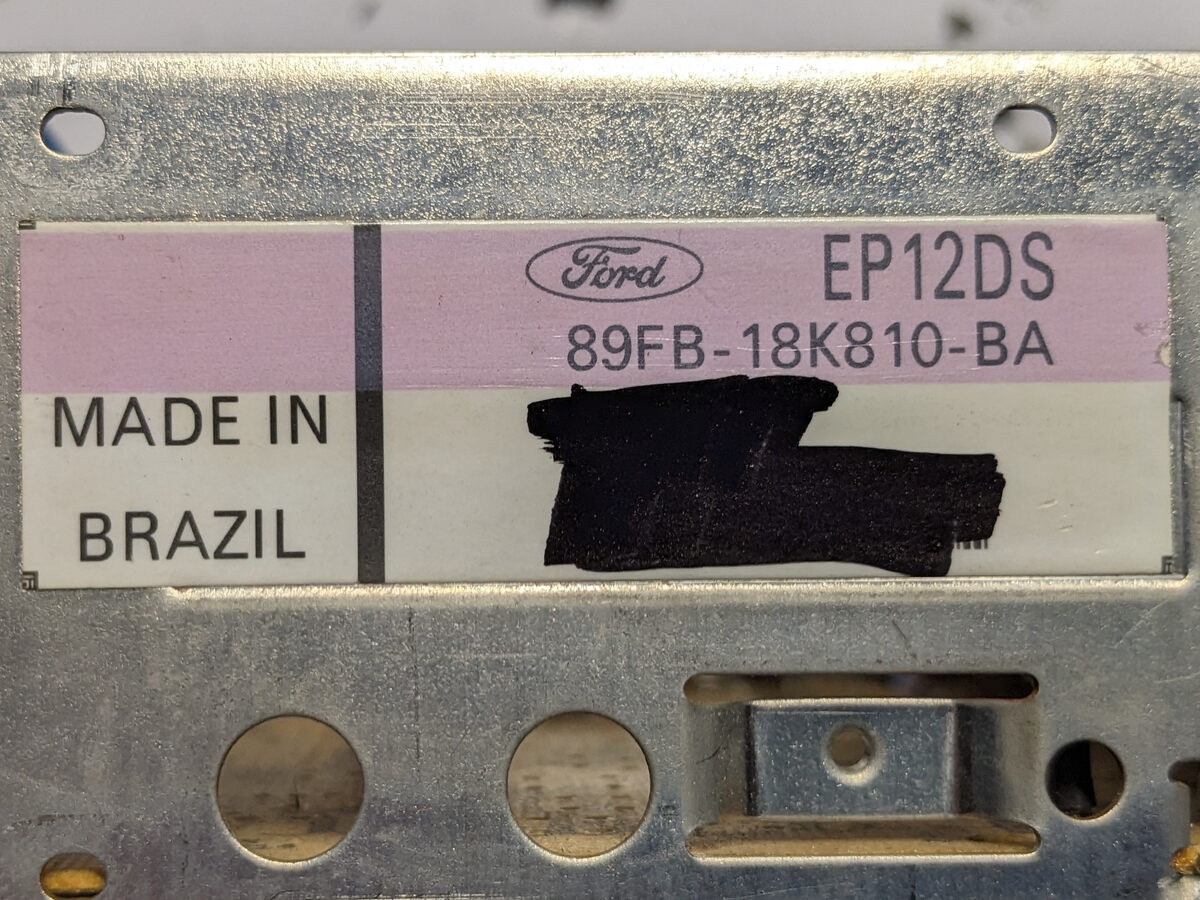 Ford EP12DS
89FB-18K810-BA
MADE IN
BRAZIL